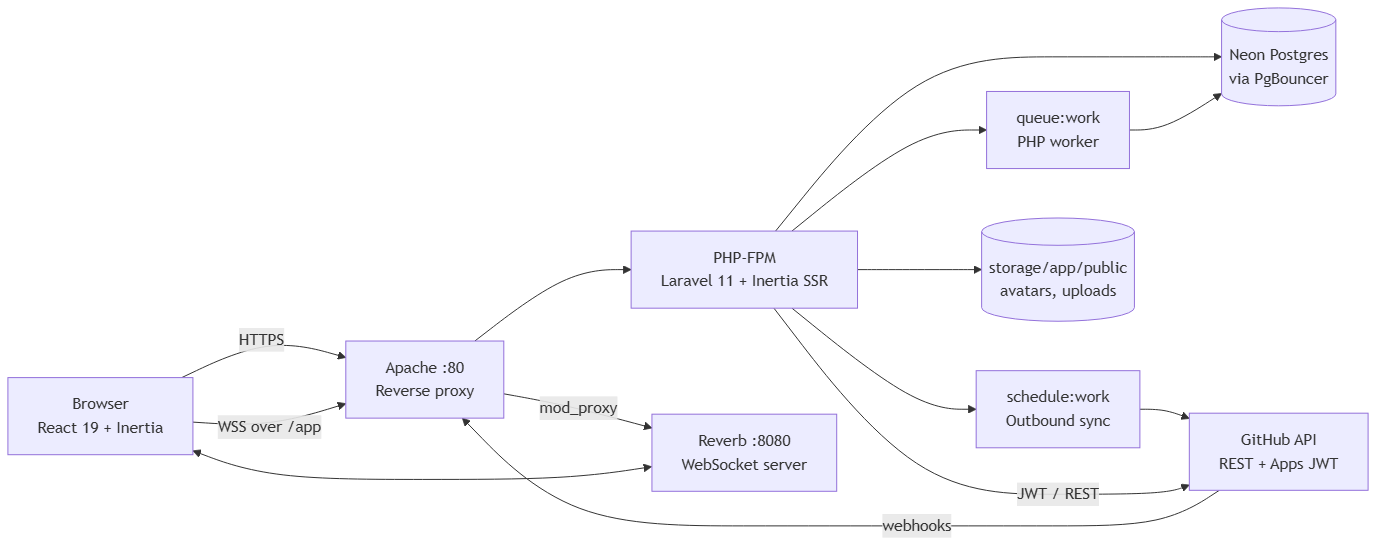 Neon Postgres
via PgBouncer
queue:work
PHP worker
storage/app/public
avatars, uploads
PHP-FPM
Laravel 11 + Inertia SSR
HTTPS
Apache :80
Reverse proxy
Browser
React 19 + Inertia
WSS over /app
mod_proxy
Reverb :8080
WebSocket server
schedule:work
Outbound sync
GitHub API
REST + Apps JWT
JWT / REST
webhooks